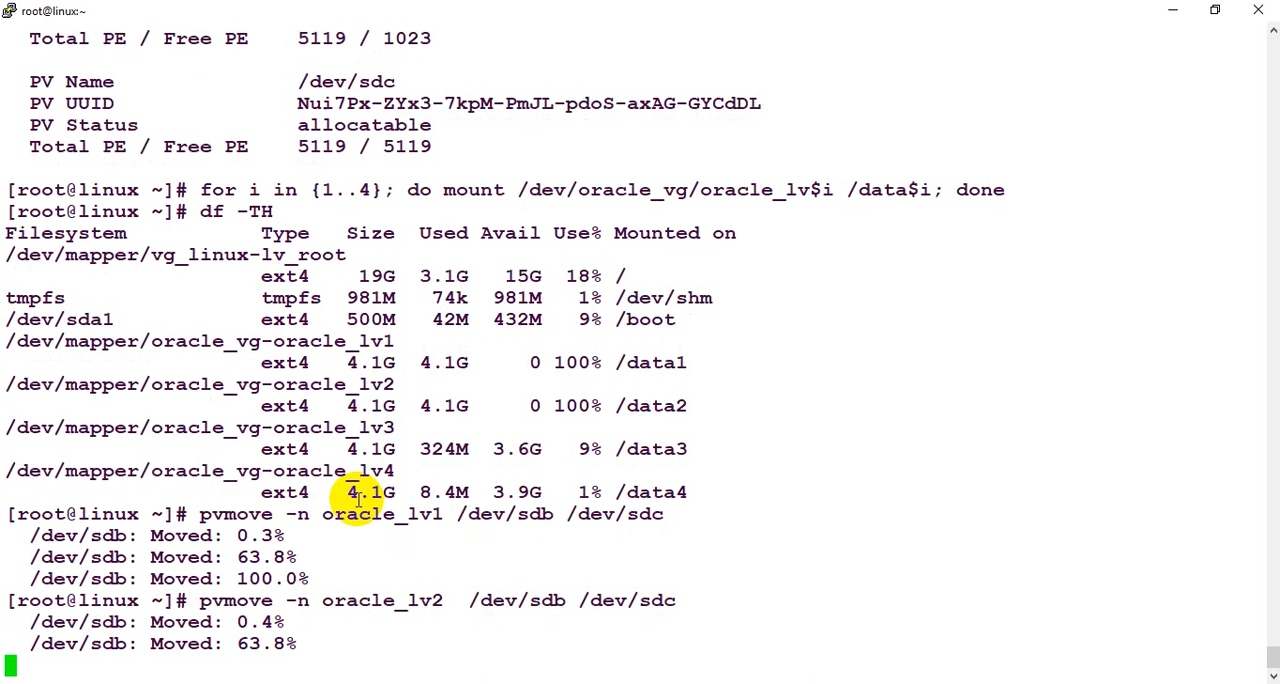 root@linux:~
Total PE / Free PE 5119 / 1023
PV Name /dev/sdc
PV UUID Nui7Px-ZYx3-7kpM-PmJL-pdoS-axAG-GYCdDL
PV Status allocatable
Total PE / Free PE 5119 / 5119
[root@linux ~]# for i in {1..4}; do mount /dev/oracle_vg/oracle_lv$i /data$i; done
[root@linux ~]# df -TH
Filesystem Type Size Used Avail Use% Mounted on
/dev/mapper/vg_linux-lv_root
ext4 19G 3.1G 15G 18% /
tmpfs tmpfs 981M 74k 981M 1% /dev/shm
/dev/sda1 ext4 500M 42M 432M 9% /boot
/dev/mapper/oracle_vg-oracle_lv1
ext4 4.1G 4.1G 0 100% /data1
/dev/mapper/oracle_vg-oracle_lv2
ext4 4.1G 4.1G 0 100% /data2
/dev/mapper/oracle_vg-oracle_lv3
ext4 4.1G 324M 3.6G 9% /data3
/dev/mapper/oracle_vg-oracle_lv4
ext4 4.1G 8.4M 3.9G 1% /data4
[root@linux ~]# pvmove -n oracle_lv1 /dev/sdb /dev/sdc
/dev/sdb: Moved: 0.3%
/dev/sdb: Moved: 63.8%
/dev/sdb: Moved: 100.0%
[root@linux ~]# pvmove -n oracle_lv2  /dev/sdb /dev/sdc
/dev/sdb: Moved: 0.4%
/dev/sdb: Moved: 63.8%